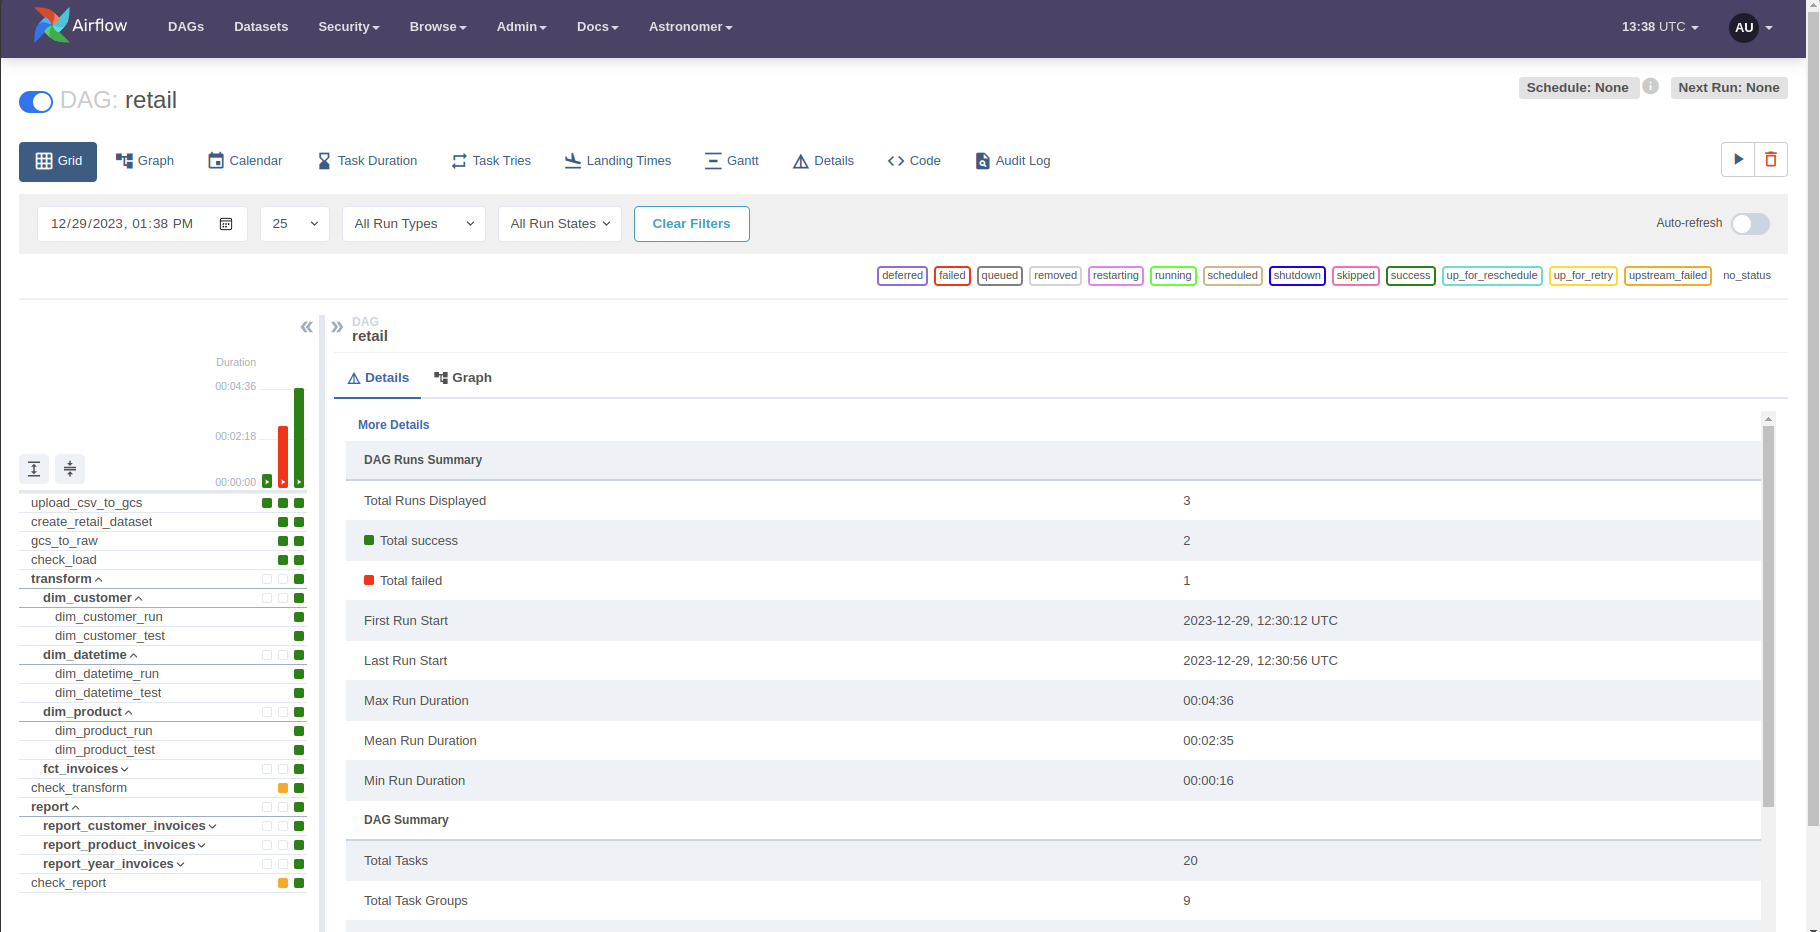 Airflow DAGs Datasets Security Browse Admin Docs Astronomer 13:38 UTC AU
DAG: retail
Schedule: None i Next Run: None
Grid Graph Calendar Task Duration Task Tries Landing Times Gantt Details Code Audit Log
12/29/2023, 01:38 PM 25 All Run Types All Run States Clear Filters Auto-refresh
deferred failed queued removed restarting running scheduled shutdown skipped success up_for_reschedule up_for_retry upstream_failed no_status
DAG
retail
Duration
00:04:36
00:02:18
00:00:00
upload_csv_to_gcs
create_retail_dataset
gcs_to_raw
check_load
transform
dim_customer
dim_customer_run
dim_customer_test
dim_datetime
dim_datetime_run
dim_datetime_test
dim_product
dim_product_run
dim_product_test
fct_invoices
check_transform
report
report_customer_invoices
report_product_invoices
report_year_invoices
check_report
Details Graph
More Details
DAG Runs Summary
Total Runs Displayed 3
Total success 2
Total failed 1
First Run Start 2023-12-29, 12:30:12 UTC
Last Run Start 2023-12-29, 12:30:56 UTC
Max Run Duration 00:04:36
Mean Run Duration 00:02:35
Min Run Duration 00:00:16
DAG Summary
Total Tasks 20
Total Task Groups 9